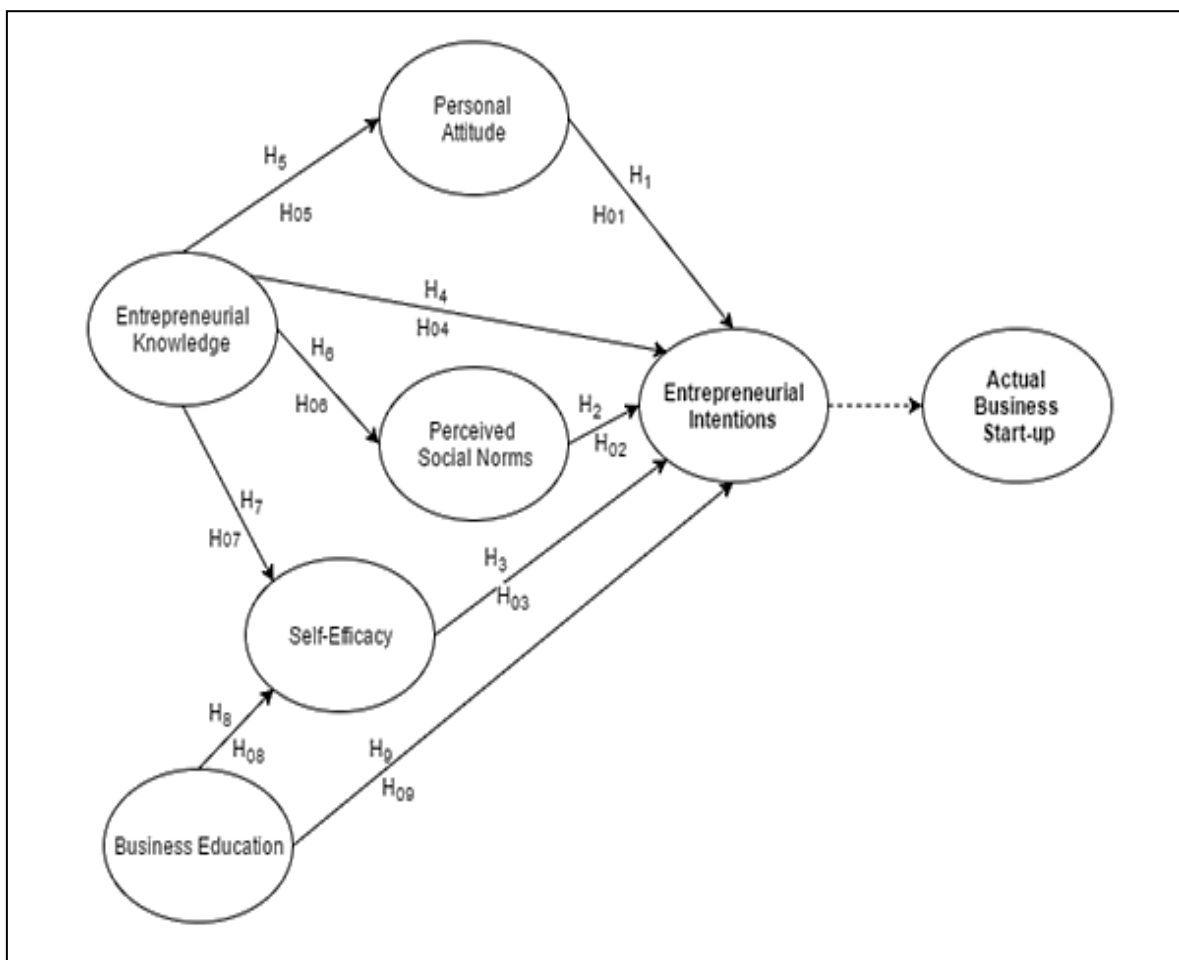 Personal
Attitude
H₅
H₁
H05
H01
Entrepreneurial
Knowledge
H₄
H04
H₆
H06
Perceived
Social Norms
H₂
H₀₂
Entrepreneurial
Intentions
Actual
Business
Start-up
H₇
H07
H₃
H₀₃
Self-Efficacy
H₈
H₀₈
H₉
H₀₉
Business Education